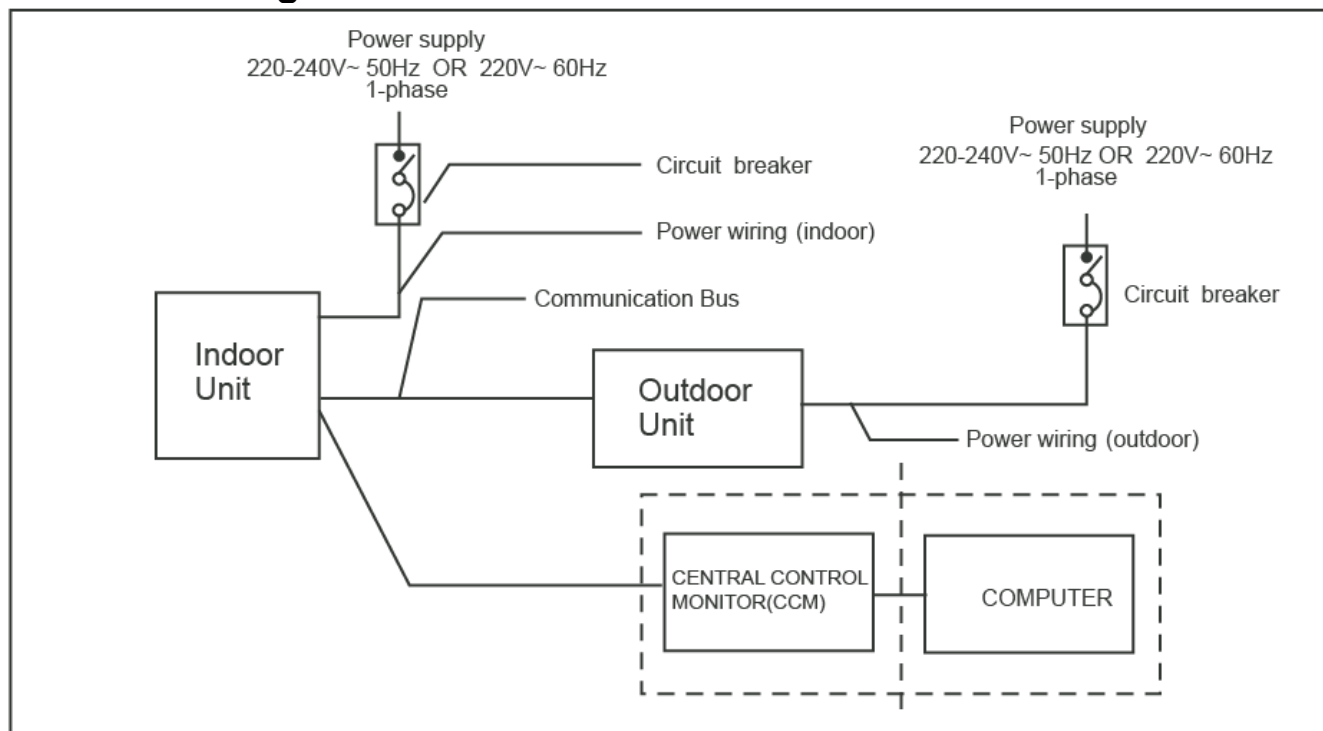 Power supply
220-240V~ 50Hz OR 220V~ 60Hz
1-phase
Circuit breaker
Power wiring (indoor)
Communication Bus
Indoor
Unit
Power supply
220-240V~ 50Hz OR 220V~ 60Hz
1-phase
Circuit breaker
Outdoor
Unit
Power wiring (outdoor)
CENTRAL CONTROL
MONITOR(CCM)
COMPUTER